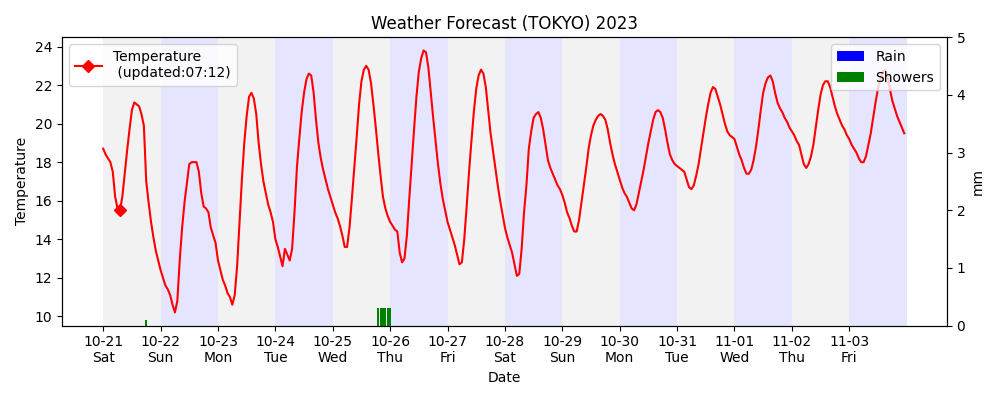 Weather Forecast (TOKYO) 2023
Temperature
(updated:07:12)
Rain
Showers
24
22
20
18
16
14
12
10
Temperature
5
4
3
2
1
0
mm
10-21 10-22 10-23 10-24 10-25 10-26 10-27 10-28 10-29 10-30 10-31 11-01 11-02 11-03
Sat Sun Mon Tue Wed Thu Fri Sat Sun Mon Tue Wed Thu Fri
Date